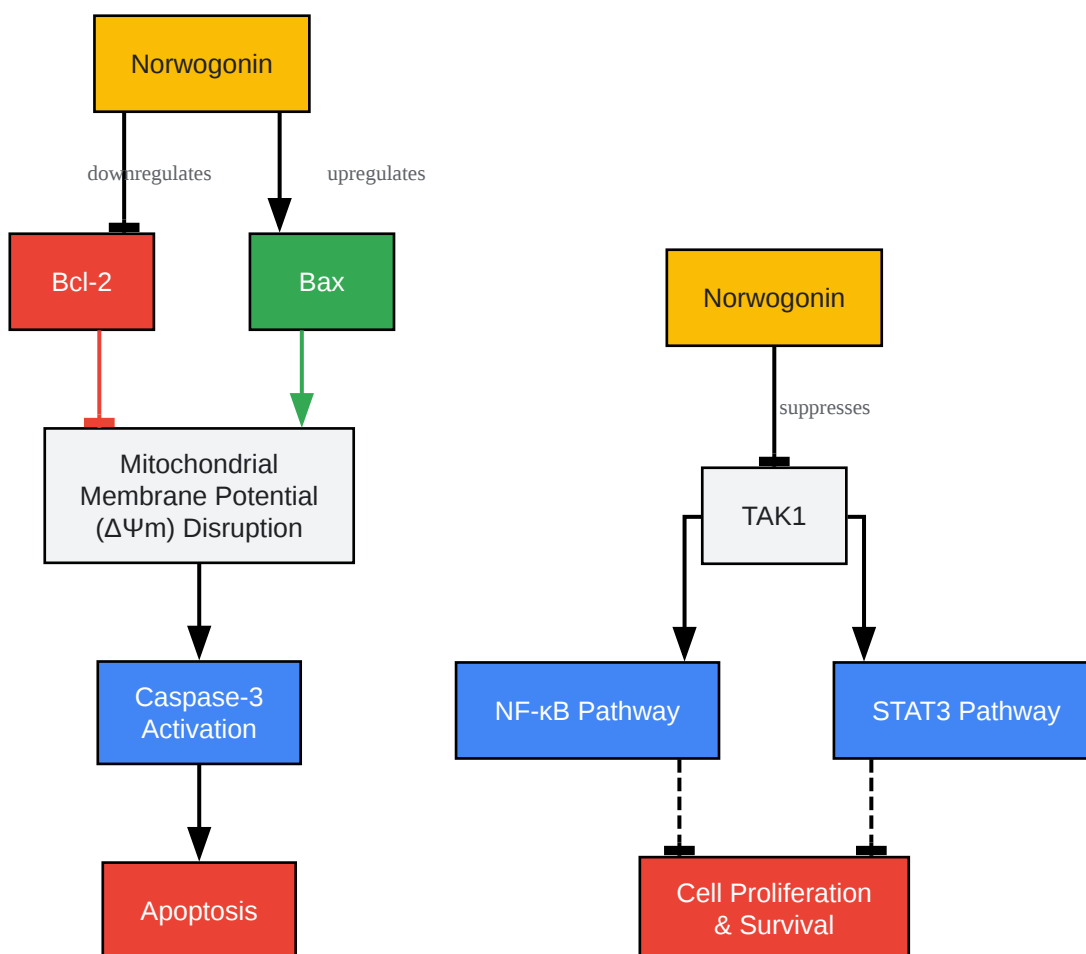 Norwogonin
downregulates
upregulates
Bcl-2
Bax
Mitochondrial
Membrane Potential
(ΔΨm) Disruption
Caspase-3
Activation
Apoptosis
Norwogonin
suppresses
TAK1
NF-κB Pathway
STAT3 Pathway
Cell Proliferation
& Survival